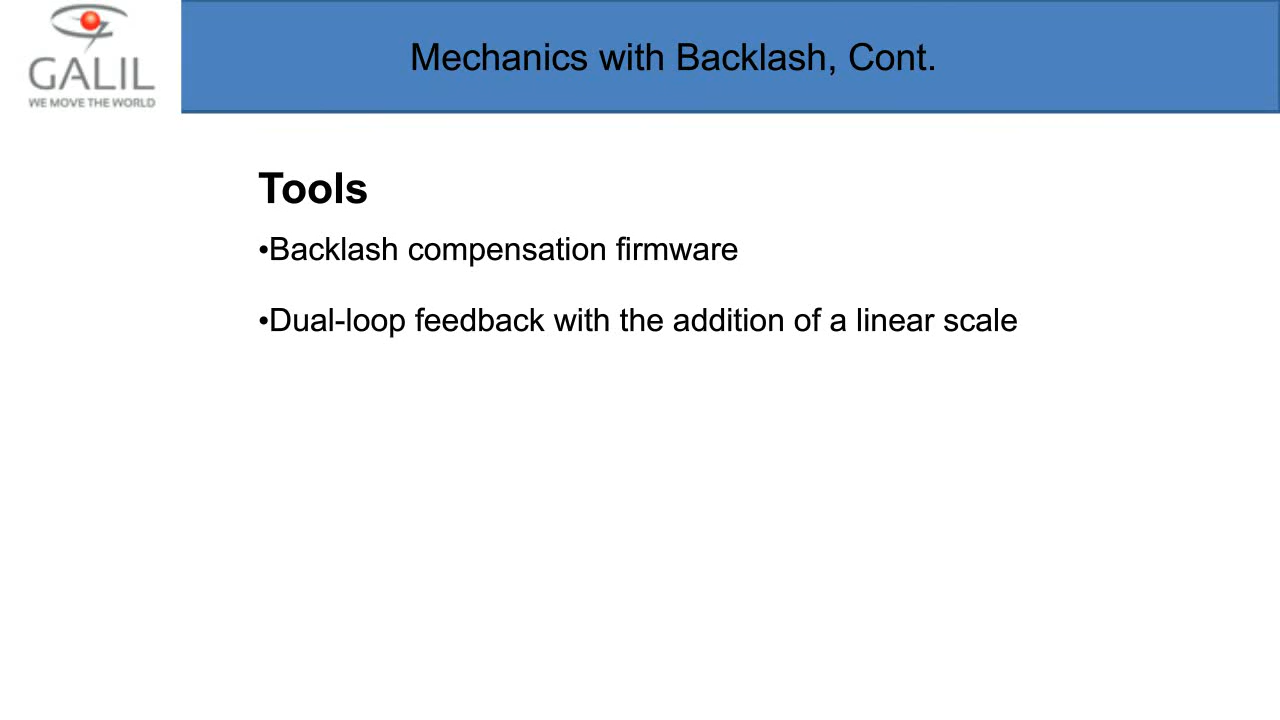 GALIL
WE MOVE THE WORLD
Mechanics with Backlash, Cont.
Tools
•Backlash compensation firmware
•Dual-loop feedback with the addition of a linear scale